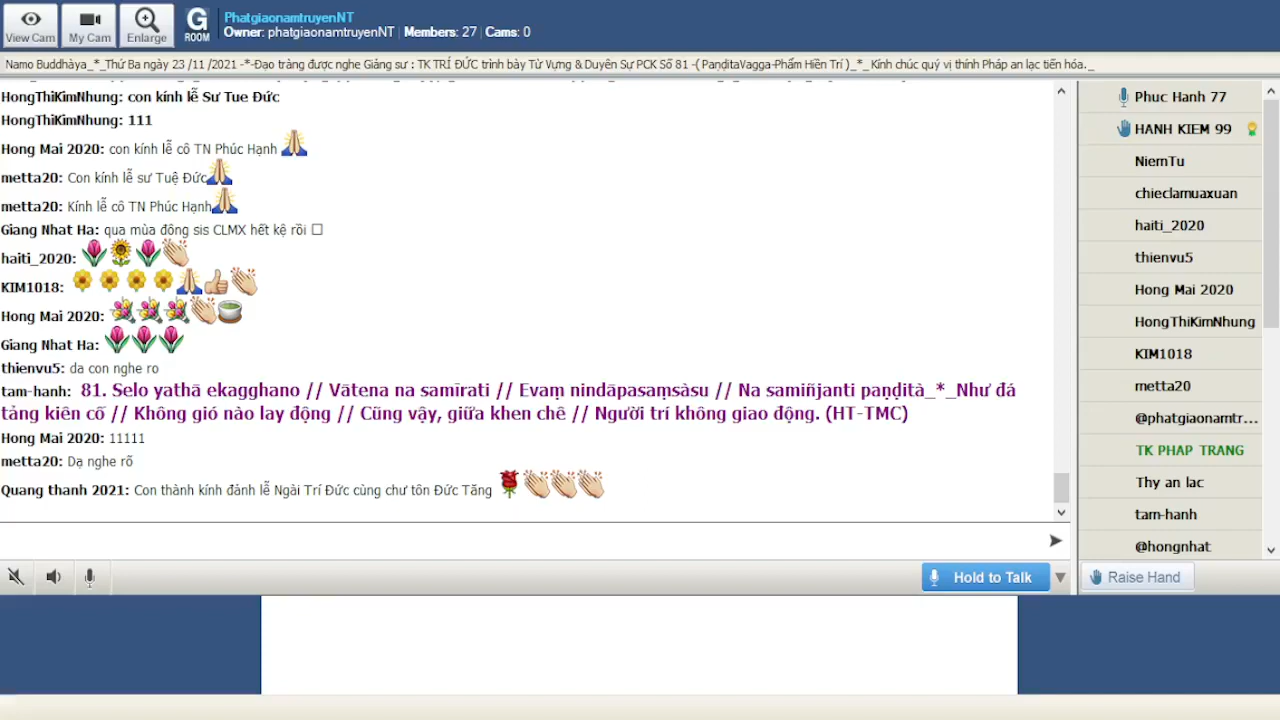 View Cam
My Cam
Enlarge
G
ROOM
PhatgiaonamtruyenNT
Owner: phatgiaonamtruyenNT | Members: 27 | Cams: 0
Namo Buddhàya_*_Thứ Ba ngày 23 /11 /2021 -*-Đạo tràng được nghe Giảng sư : TK TRÍ ĐỨC trình bày Từ Vựng & Duyên Sự PCK Số 81 -( PaṇḍitaVagga-Phẩm Hiền Trí )_*_ Kính chúc quý vị thính Pháp an lạc tiến hóa._
HongThiKimNhung: con kính lễ Sư Tue Đức
HongThiKimNhung: 111
Hong Mai 2020: con kính lễ cô TN Phúc Hạnh
metta20: Con kính lễ sư Tuệ Đức
metta20: Kính lễ cô TN Phúc Hạnh
Giang Nhat Ha: qua mùa đông sis CLMX hết kệ rồi
haiti_2020:
KIM1018:
Hong Mai 2020:
Giang Nhat Ha:
thienvu5: da con nghe ro
tam-hanh: 81. Selo yathā ekagghano // Vātena na samīrati // Evaṃ nindāpasaṃsàsu // Na samiñjanti paṇḍità_*_Như đá
tảng kiên cố // Không gió nào lay động // Cũng vậy, giữa khen chê // Người trí không giao động. (HT-TMC)
Hong Mai 2020: 11111
metta20: Dạ nghe rõ
Quang thanh 2021: Con thành kính đảnh lễ Ngài Trí Đức cùng chư tôn Đức Tăng
Hold to Talk
Phuc Hanh 77
HANH KIEM 99
NiemTu
chieclamuaxuan
haiti_2020
thienvu5
Hong Mai 2020
HongThiKimNhung
KIM1018
metta20
@phatgiaonamtr...
TK PHAP TRANG
Thy an lac
tam-hanh
@hongnhat
Raise Hand